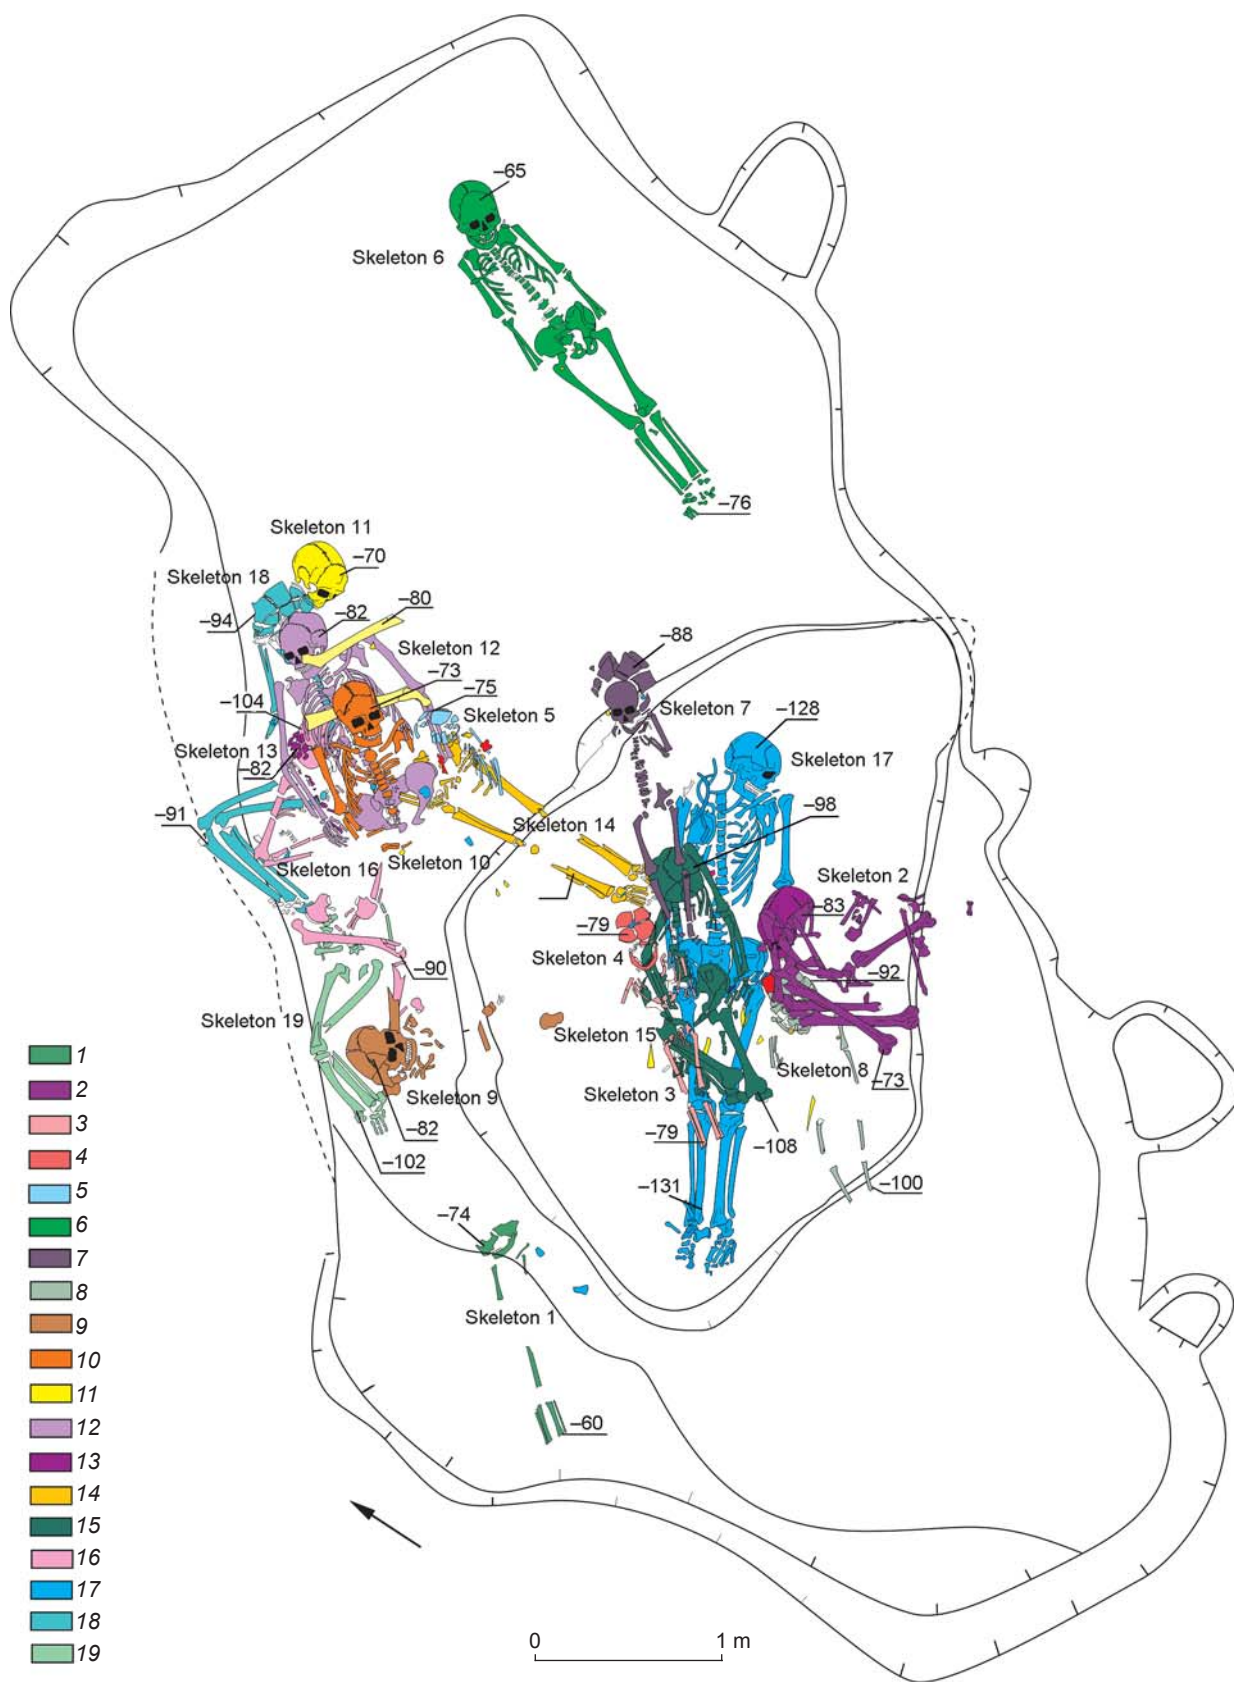 –65
Skeleton 6
–76
Skeleton 11
–70
Skeleton 18
–80
–94
–82
Skeleton 12
–88
–73
–104
–75
Skeleton 5
Skeleton 7
–128
Skeleton 13
Skeleton 17
–82
–98
–91
Skeleton 14
Skeleton 16
Skeleton 10
Skeleton 2
–83
–79
Skeleton 4
–90
–92
Skeleton 19
Skeleton 15
Skeleton 8
–73
Skeleton 9
Skeleton 3
–82
–79
–108
–102
–100
–131
–74
Skeleton 1
–60
1
2
3
4
5
6
7
8
9
10
11
12
13
14
15
16
17
18
19
0 1 m